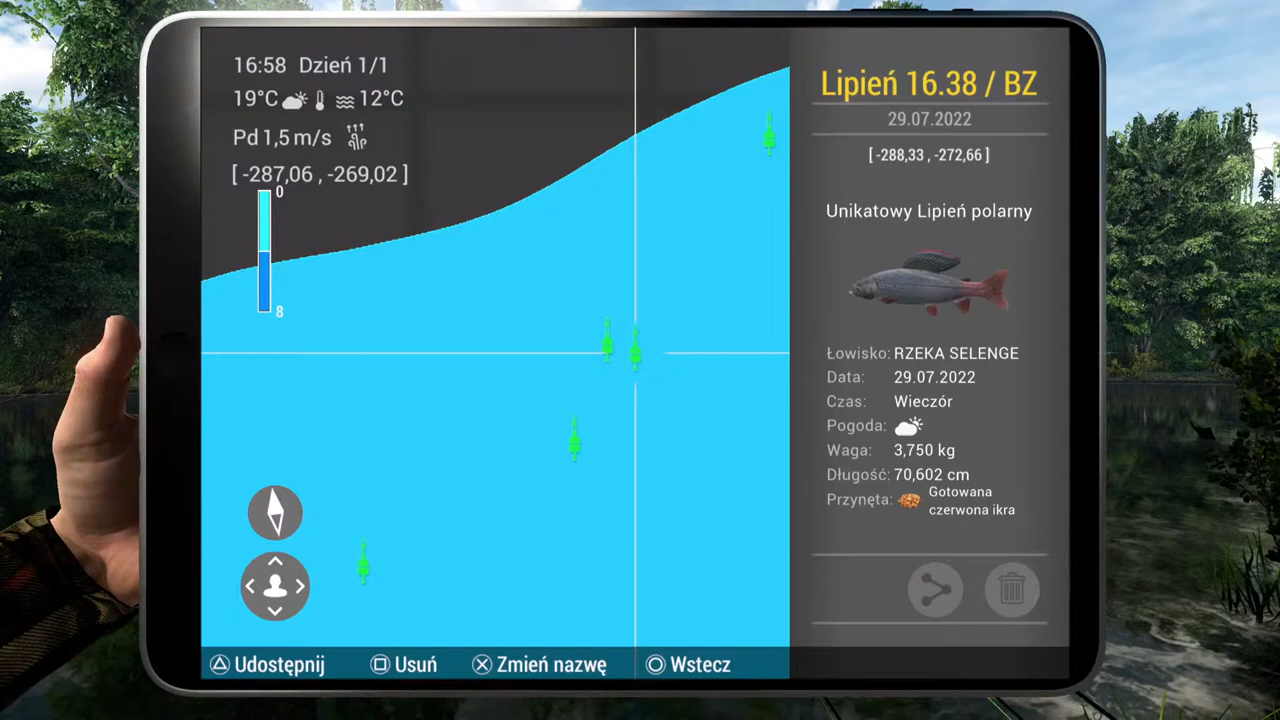 16:58 Dzień 1/1
19°C 12°C
Pd 1,5 m/s
[ -287,06 , -269,02 ]
0
8
Lipień 16.38 / BZ
29.07.2022
[ -288,33 , -272,66 ]
Unikatowy Lipień polarny
Łowisko: RZEKA SELENGE
Data: 29.07.2022
Czas: Wieczór
Pogoda:
Waga: 3,750 kg
Długość: 70,602 cm
Przynęta: Gotowana
czerwona ikra
Udostępnij Usuń Zmień nazwę Wstecz